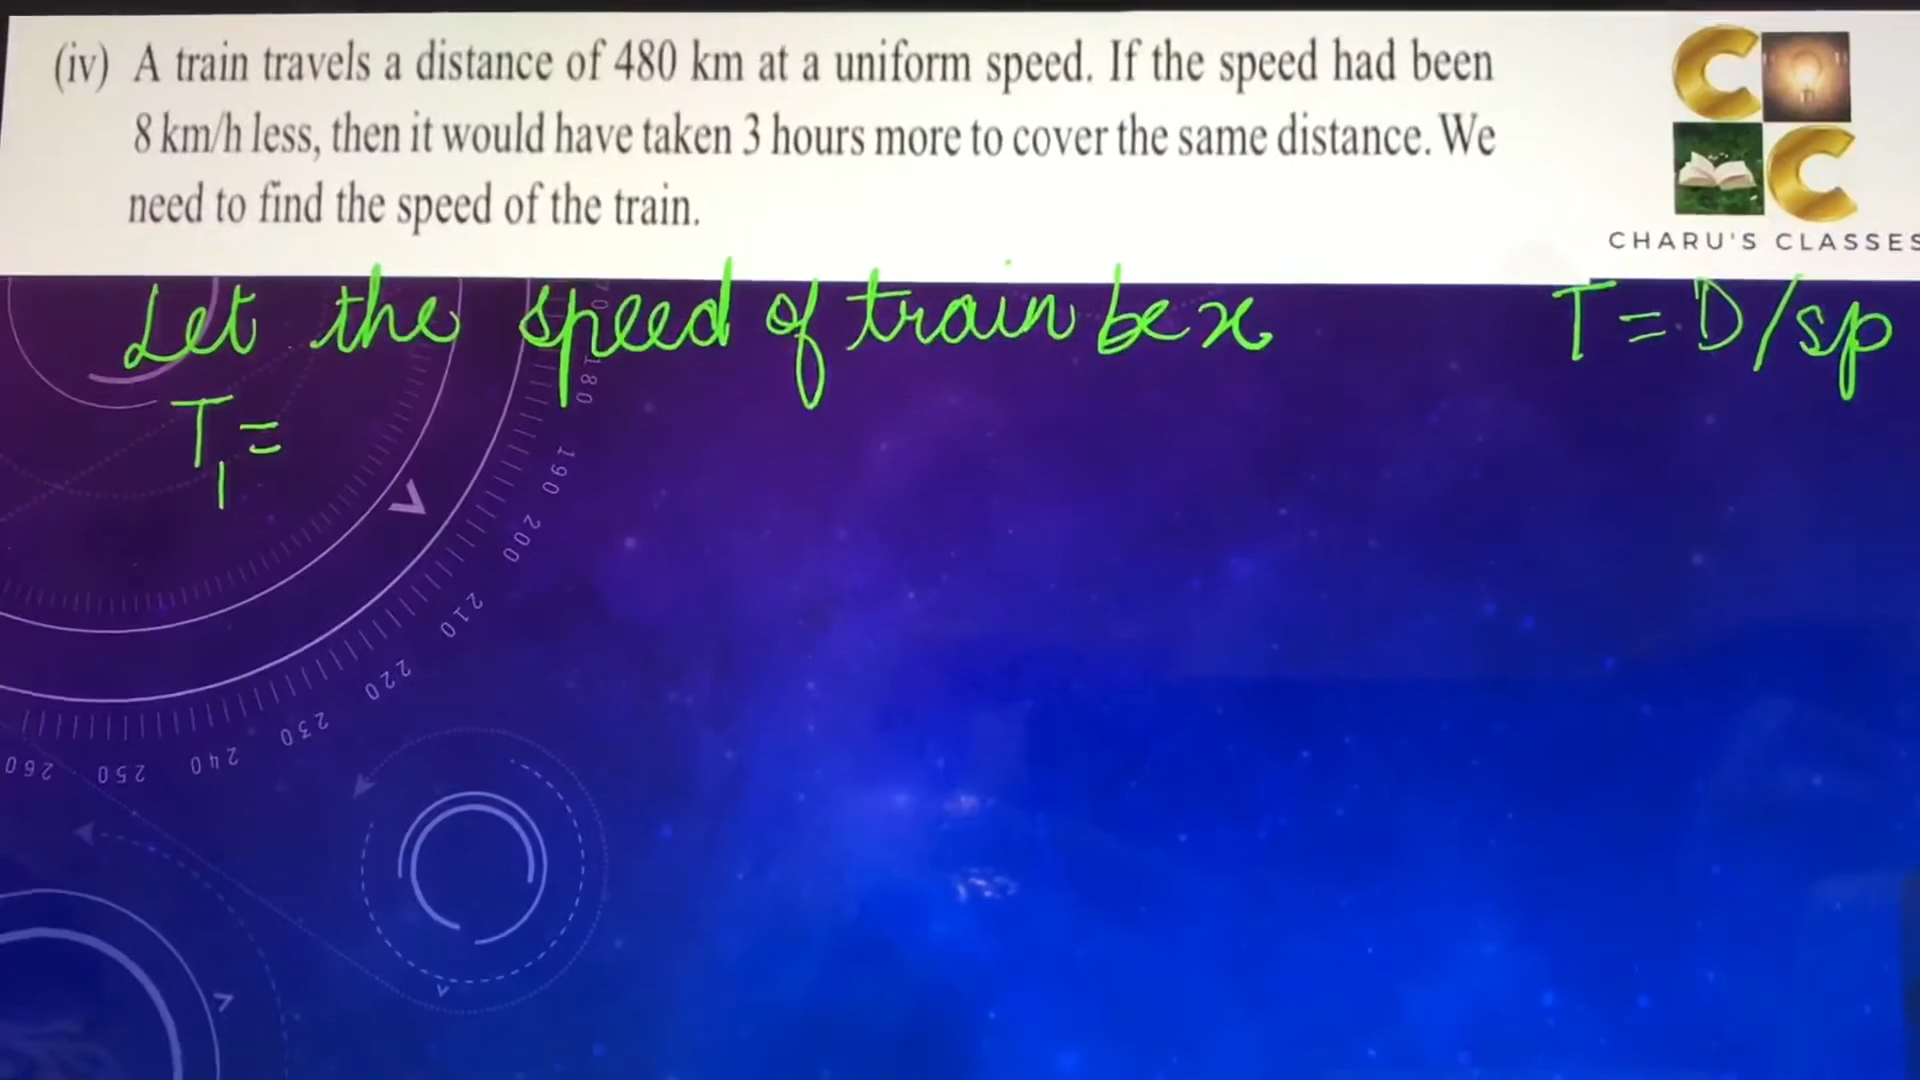 (iv) A train travels a distance of 480 km at a uniform speed. If the speed had been
8 km/h less, then it would have taken 3 hours more to cover the same distance. We
need to find the speed of the train.
CHARU'S CLASSES
Let the speed of train be x
T = D/sp
T1 =
180
190
200
210
220
230
240
250
260